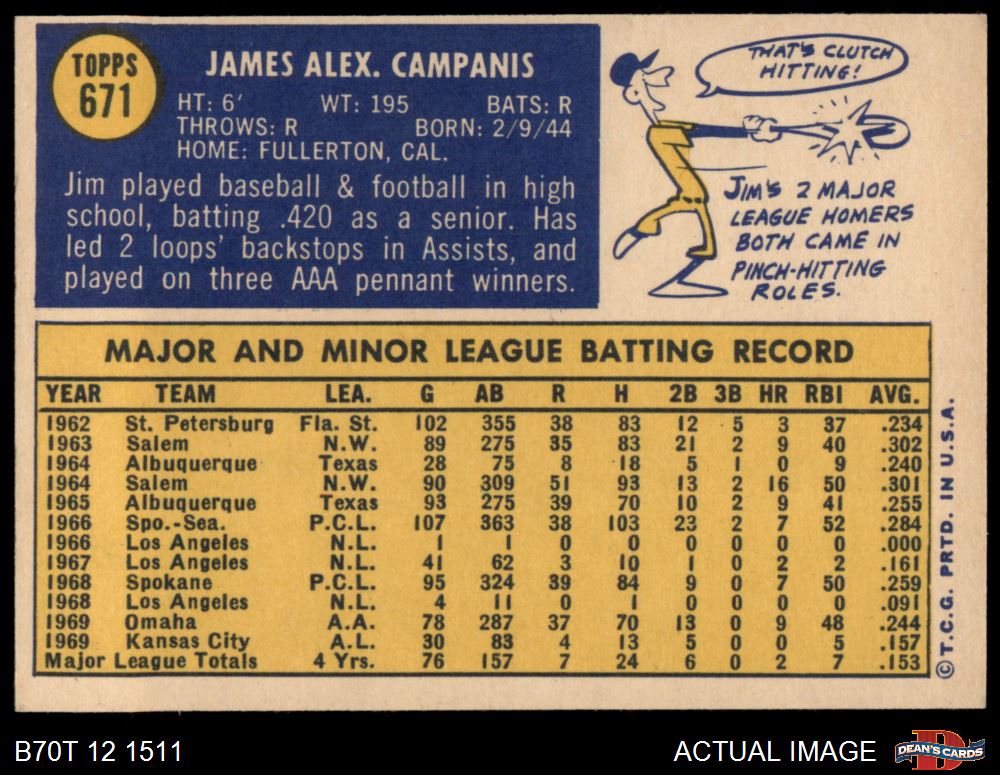 TOPPS
671
JAMES ALEX. CAMPANIS
HT: 6' WT: 195 BATS: R
THROWS: R BORN: 2/9/44
HOME: FULLERTON, CAL.
Jim played baseball & football in high
school, batting .420 as a senior. Has
led 2 loops' backstops in Assists, and
played on three AAA pennant winners.
THAT'S CLUTCH
HITTING!
JIM'S 2 MAJOR
LEAGUE HOMERS
BOTH CAME IN
PINCH-HITTING
ROLES.
MAJOR AND MINOR LEAGUE BATTING RECORD
YEAR TEAM LEA. G AB R H 2B 3B HR RBI AVG.
1962 St. Petersburg Fla. St. 102 355 38 83 12 5 3 37 .234
1963 Salem N.W. 89 275 35 83 21 2 9 40 .302
1964 Albuquerque Texas 28 75 8 18 5 1 0 9 .240
1964 Salem N.W. 90 309 51 93 13 2 16 50 .301
1965 Albuquerque Texas 93 275 39 70 10 2 9 41 .255
1966 Spo.-Sea. P.C.L. 107 363 38 103 23 2 7 52 .284
1966 Los Angeles N.L. 1 1 0 0 0 0 0 0 .000
1967 Los Angeles N.L. 41 62 3 10 1 0 2 2 .161
1968 Spokane P.C.L. 95 324 39 84 9 0 7 50 .259
1968 Los Angeles N.L. 4 11 0 1 0 0 0 0 .091
1969 Omaha A.A. 78 287 37 70 13 0 9 48 .244
1969 Kansas City A.L. 30 83 4 13 5 0 0 5 .157
Major League Totals 4 Yrs. 76 157 7 24 6 0 2 7 .153
© T.C.G. PRTD. IN U.S.A.
B70T 12 1511
ACTUAL IMAGE
DEAN'S CARDS